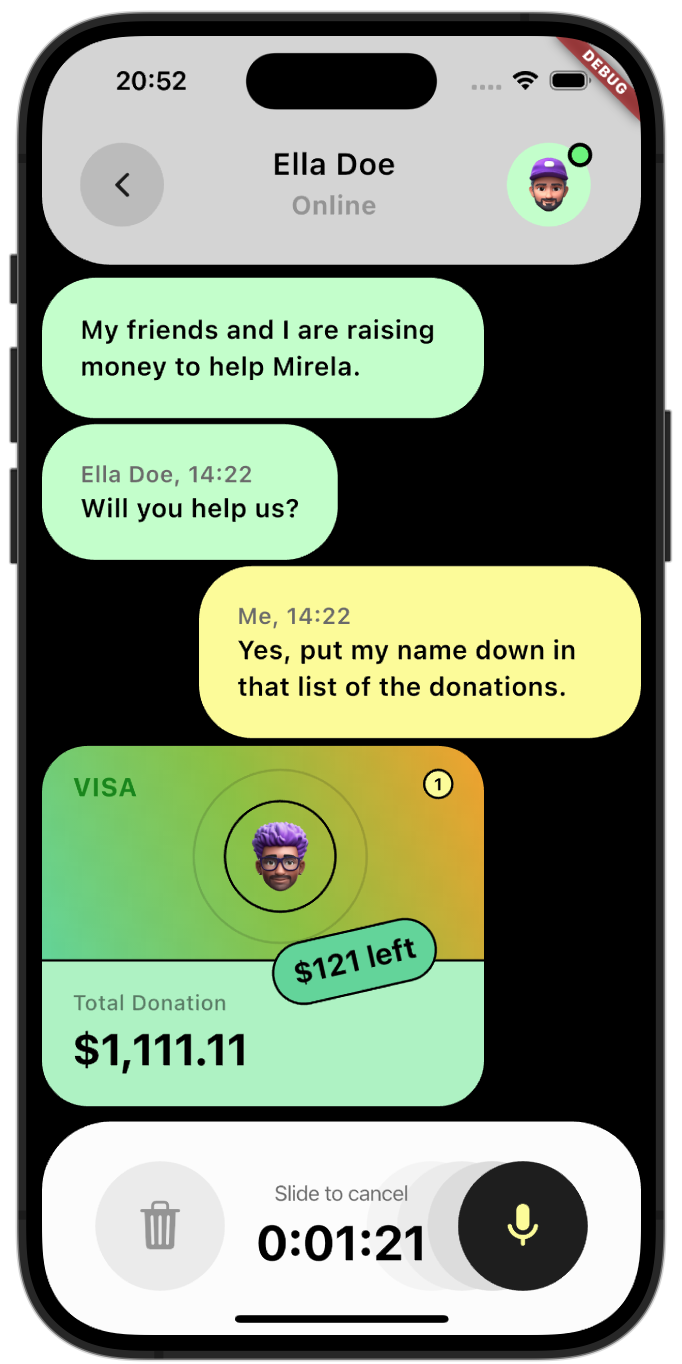 20:52
DEBUG
Ella Doe
Online
My friends and I are raising
money to help Mirela.
Ella Doe, 14:22
Will you help us?
Me, 14:22
Yes, put my name down in
that list of the donations.
VISA
1
$121 left
Total Donation
$1,111.11
Slide to cancel
0:01:21